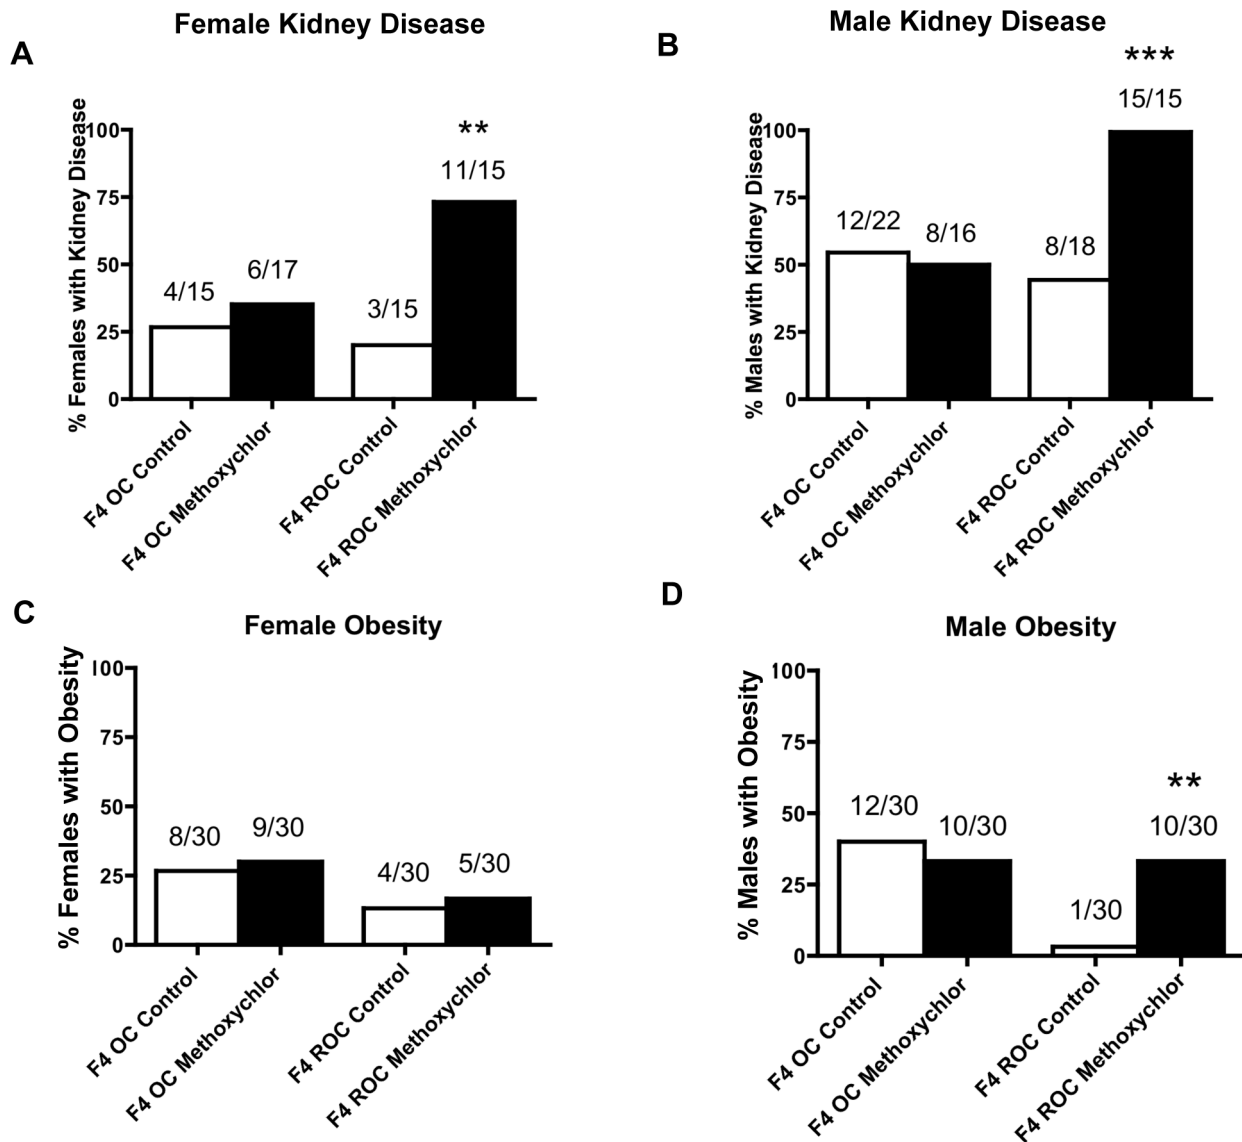 Female Kidney Disease
A
% Females with Kidney Disease
100
75
50
25
0
4/15
6/17
3/15
**
11/15
F4 OC Control
F4 OC Methoxychlor
F4 ROC Control
F4 ROC Methoxychlor
Male Kidney Disease
B
% Males with Kidney Disease
100
75
50
25
0
12/22
8/16
8/18
***
15/15
F4 OC Control
F4 OC Methoxychlor
F4 ROC Control
F4 ROC Methoxychlor
C
Female Obesity
% Females with Obesity
100
75
50
25
0
8/30
9/30
4/30
5/30
F4 OC Control
F4 OC Methoxychlor
F4 ROC Control
F4 ROC Methoxychlor
D
Male Obesity
% Males with Obesity
100
75
50
25
0
12/30
10/30
1/30
**
10/30
F4 OC Control
F4 OC Methoxychlor
F4 ROC Control
F4 ROC Methoxychlor